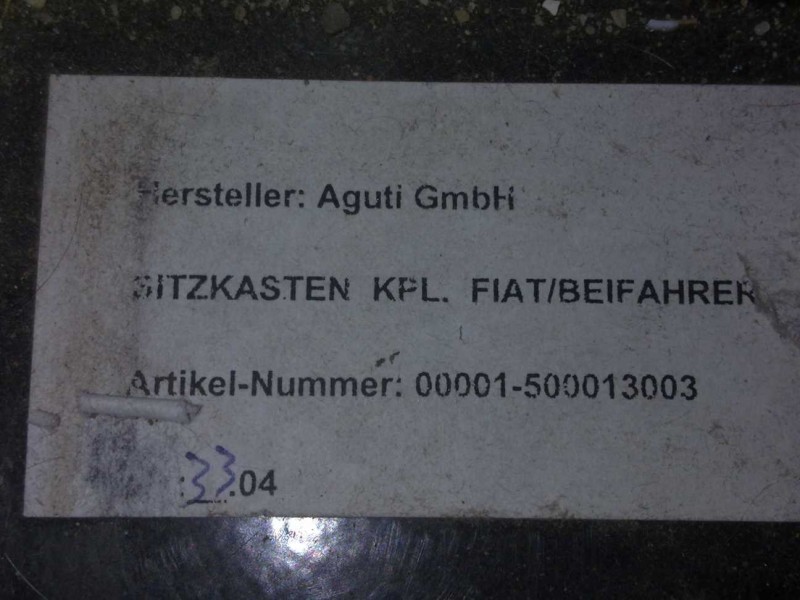 Hersteller: Aguti GmbH
SITZKASTEN KPL. FIAT/BEIFAHRER
Artikel-Nummer: 00001-500013003
:33.04